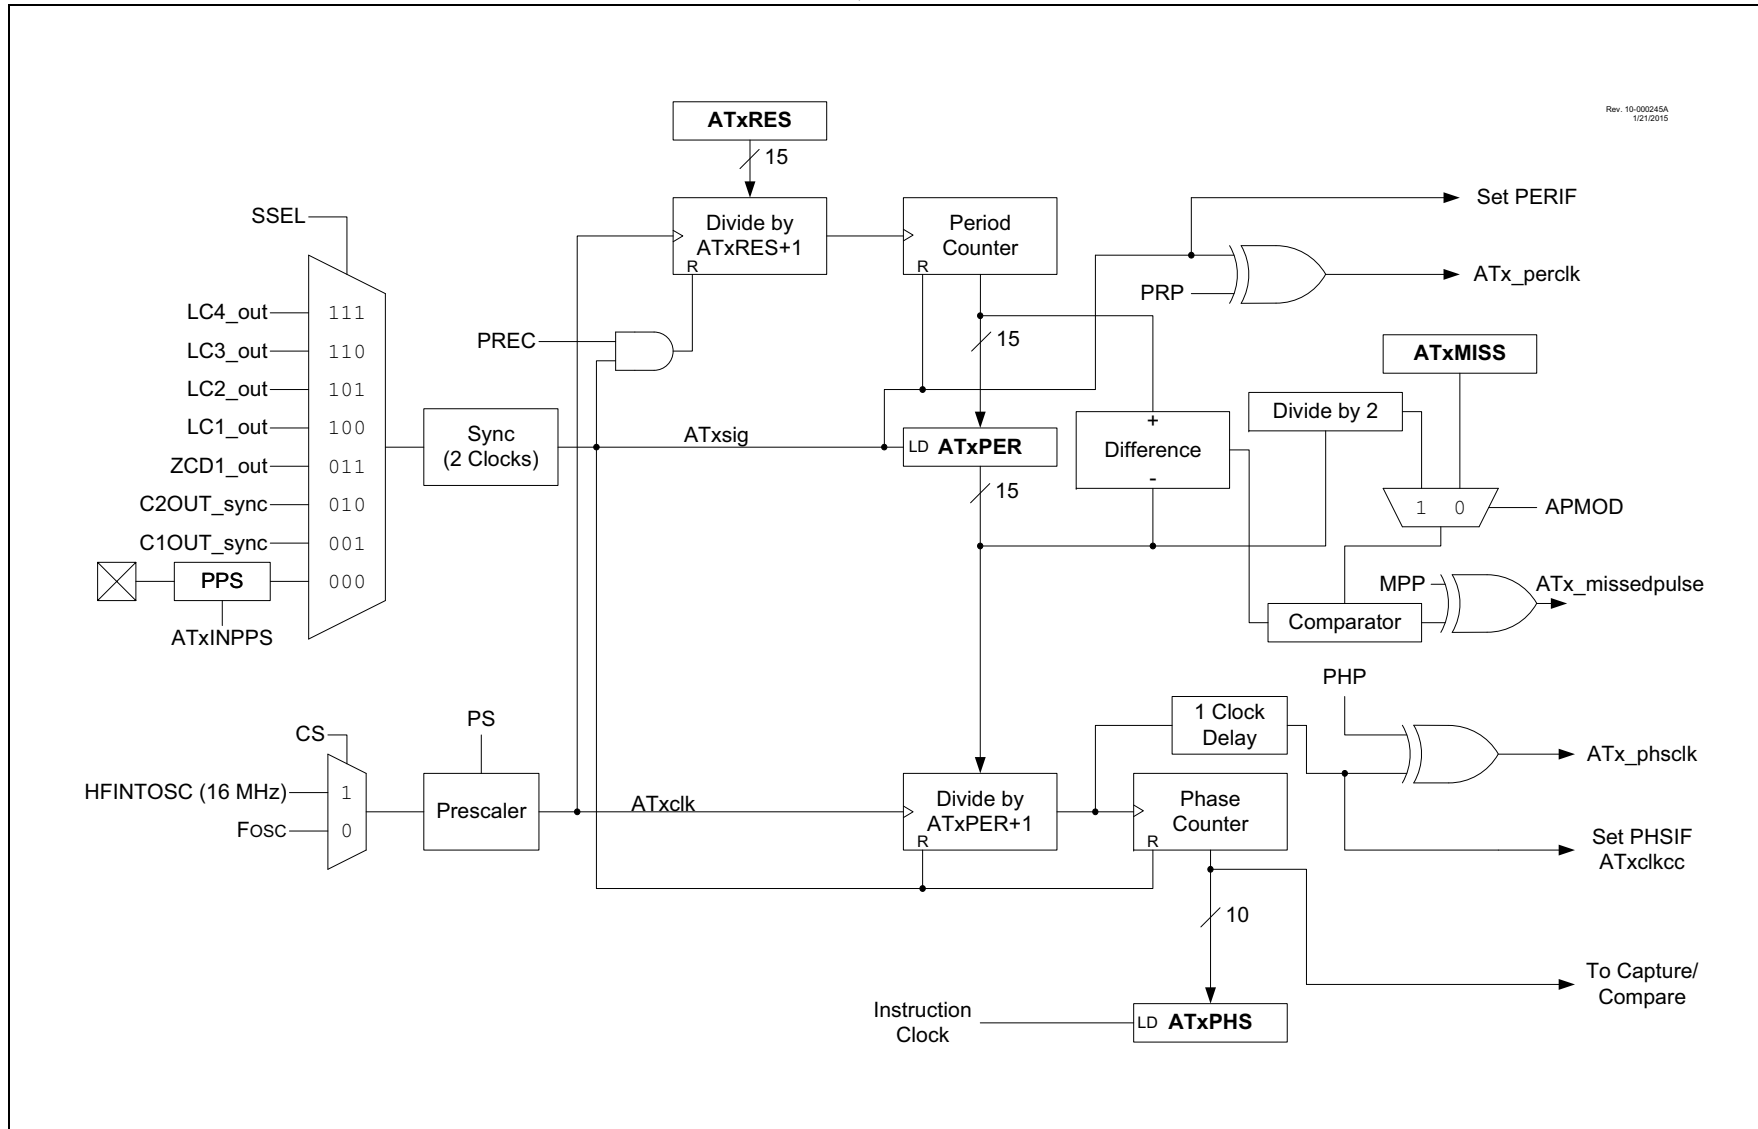 Rev. 10-000245A
1/21/2015
ATxRES
15
SSEL
Divide by
ATxRES+1
R
Period
Counter
R
Set PERIF
ATx_perclk
PRP
LC4_out
111
LC3_out
110
LC2_out
101
LC1_out
100
ZCD1_out
011
C2OUT_sync
010
C1OUT_sync
001
PPS
000
ATxINPPS
PREC
15
ATxMISS
Sync
(2 Clocks)
ATxsig
LD ATxPER
15
+
Difference
-
Divide by 2
1 0
APMOD
MPP
ATx_missedpulse
Comparator
PHP
CS
PS
HFINTOSC (16 MHz)
1
FOSC
0
Prescaler
ATxclk
Divide by
ATxPER+1
R
1 Clock
Delay
Phase
Counter
R
ATx_phsclk
Set PHSIF
ATxclkcc
10
To Capture/
Compare
Instruction
Clock
LD ATxPHS